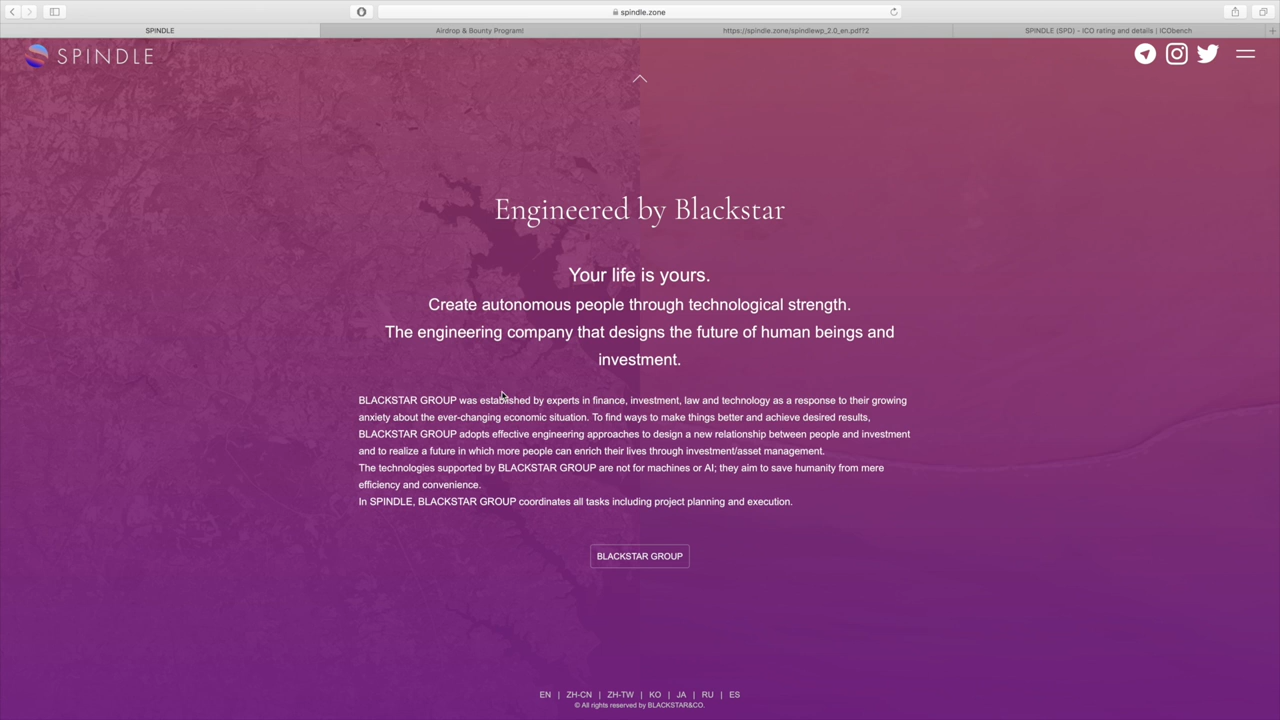 spindle.zone
SPINDLE
Airdrop & Bounty Program!
https://spindle.zone/spindlewp_2.0_en.pdf?2
SPINDLE (SPD) - ICO rating and details | ICObench
SPINDLE
Engineered by Blackstar
Your life is yours.
Create autonomous people through technological strength.
The engineering company that designs the future of human beings and
investment.
BLACKSTAR GROUP was established by experts in finance, investment, law and technology as a response to their growing
anxiety about the ever-changing economic situation. To find ways to make things better and achieve desired results,
BLACKSTAR GROUP adopts effective engineering approaches to design a new relationship between people and investment
and to realize a future in which more people can enrich their lives through investment/asset management.
The technologies supported by BLACKSTAR GROUP are not for machines or AI; they aim to save humanity from mere
efficiency and convenience.
In SPINDLE, BLACKSTAR GROUP coordinates all tasks including project planning and execution.
BLACKSTAR GROUP
EN | ZH-CN | ZH-TW | KO | JA | RU | ES
© All rights reserved by BLACKSTAR&CO.